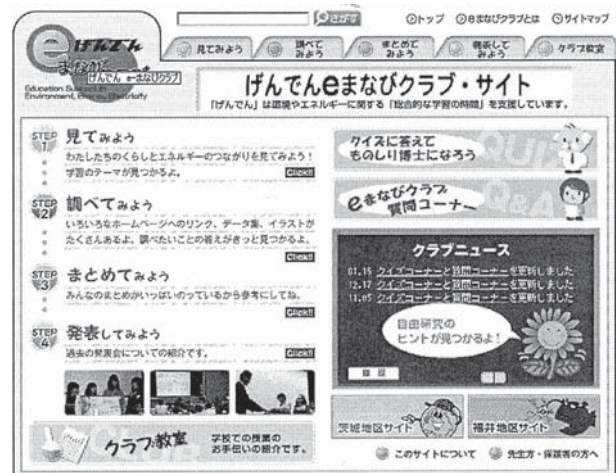 さがす
トップ eまなびクラブとは サイトマップ
e げんでん
まなび
げんでん eーまなびクラブ
Education Support in
Environment, Energy, Electricity
見てみよう
調べてみよう
まとめてみよう
発表してみよう
クラブ教室
げんでんeまなびクラブ・サイト
「げんでん」は環境やエネルギーに関する「総合的な学習の時間」を支援しています。
STEP 1 見てみよう
わたしたちのくらしとエネルギーのつながりを見てみよう！
学習のテーマが見つかるよ。 Click!!
STEP 2 調べてみよう
いろいろなホームページへのリンク、データ集、イラストが
たくさんあるよ。調べたいことの答えがきっと見つかるよ。
Click!!
STEP 3 まとめてみよう
みんなのまとめがいっぱいのっているから参考にしてね。
Click!!
STEP 4 発表してみよう
過去の発表会についての紹介です。 Click!!
クラブ教室 学校での授業の
お手伝いの紹介です。
クイズに答えて
ものしり博士になろう
QUIZ
eまなびクラブ
質問コーナー
Q&A
クラブニュース
01.15 クイズコーナーと質問コーナーを更新しました
12.17 クイズコーナーと質問コーナーを更新しました
11.05 クイズコーナーと質問コーナーを更新しました
自由研究の
ヒントが見つかるよ！
茨城地区サイト
福井地区サイト
このサイトについて 先生方・保護者の方へ